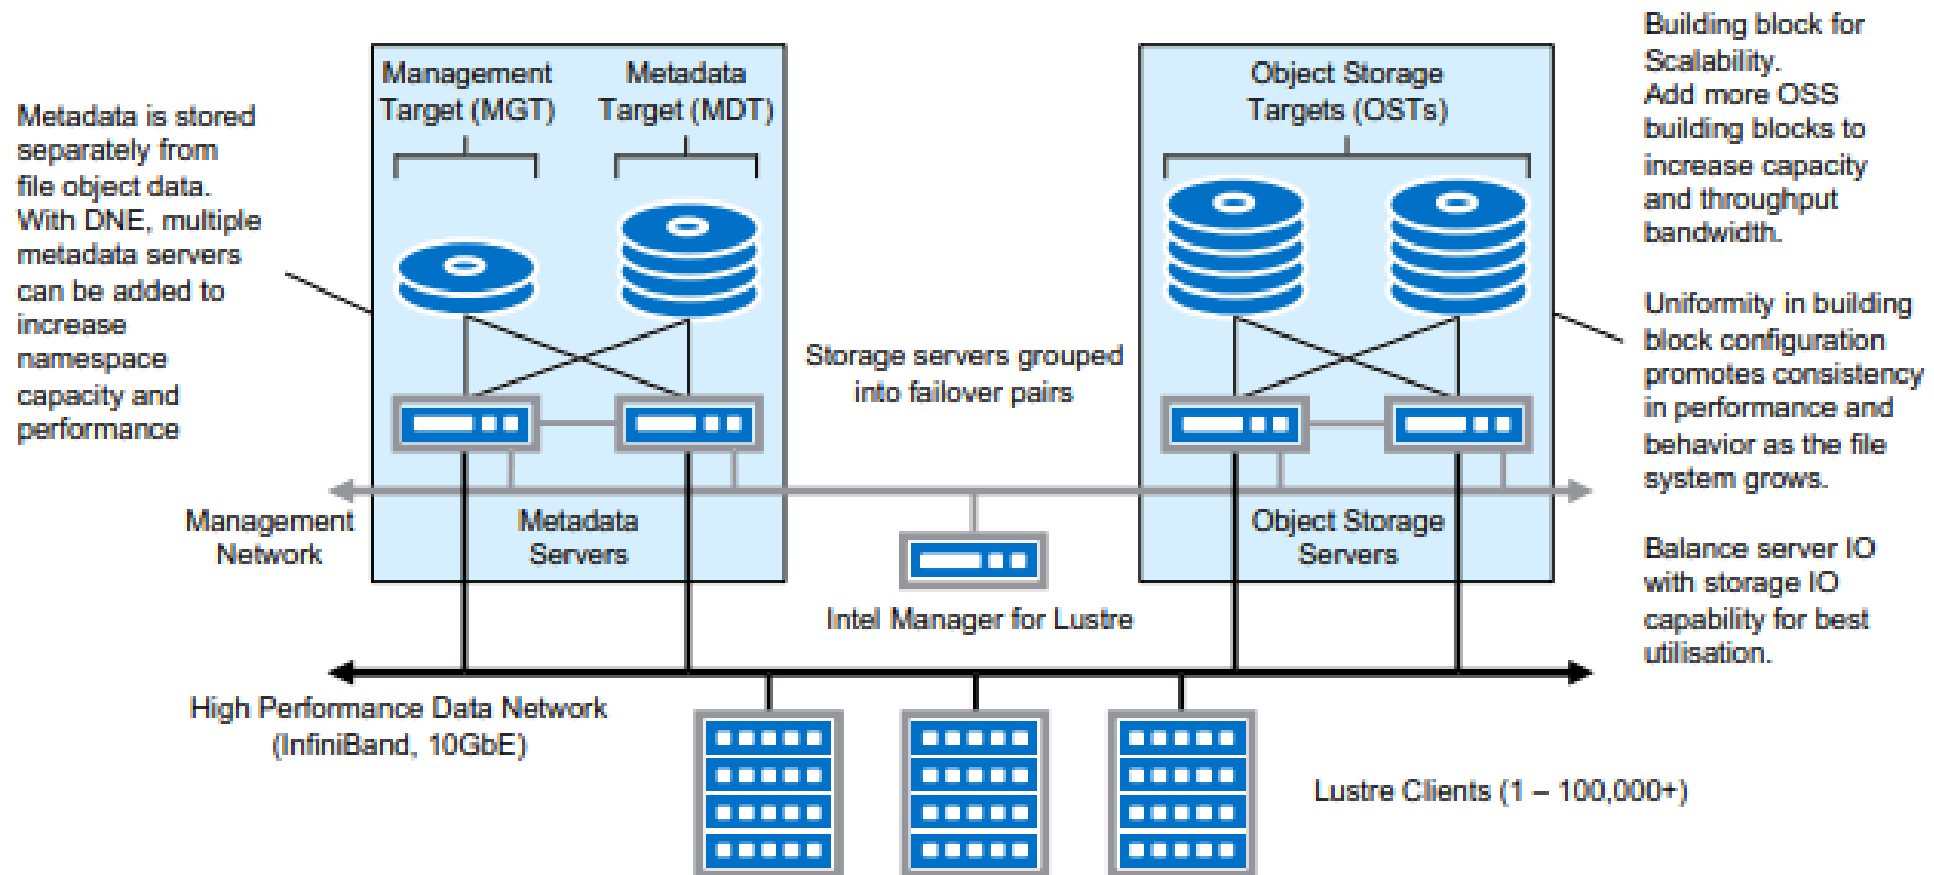 Metadata is stored
separately from
file object data.
With DNE, multiple
metadata servers
can be added to
increase
namespace
capacity and
performance
Management
Target (MGT)
Metadata
Target (MDT)
Object Storage
Targets (OSTs)
Building block for
Scalability.
Add more OSS
building blocks to
increase capacity
and throughput
bandwidth.
Uniformity in building
block configuration
promotes consistency
in performance and
behavior as the file
system grows.
Balance server IO
with storage IO
capability for best
utilisation.
Storage servers grouped
into failover pairs
Management
Network
Metadata
Servers
Object Storage
Servers
Intel Manager for Lustre
High Performance Data Network
(InfiniBand, 10GbE)
Lustre Clients (1 – 100,000+)